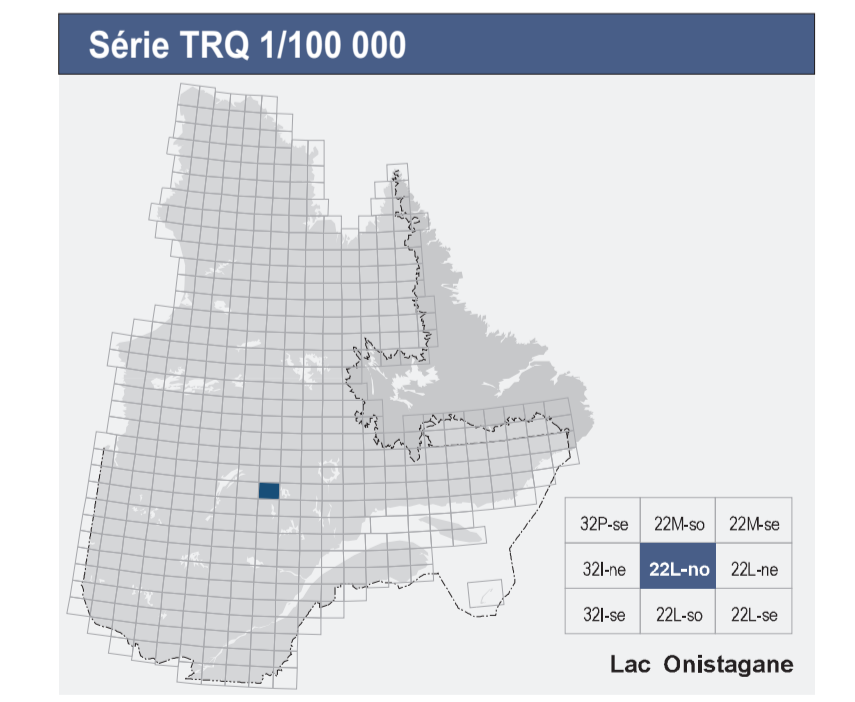 Série TRQ 1/100 000
32P-se 22M-so 22M-se
32I-ne 22L-no 22L-ne
32I-se 22L-so 22L-se
Lac Onistagane